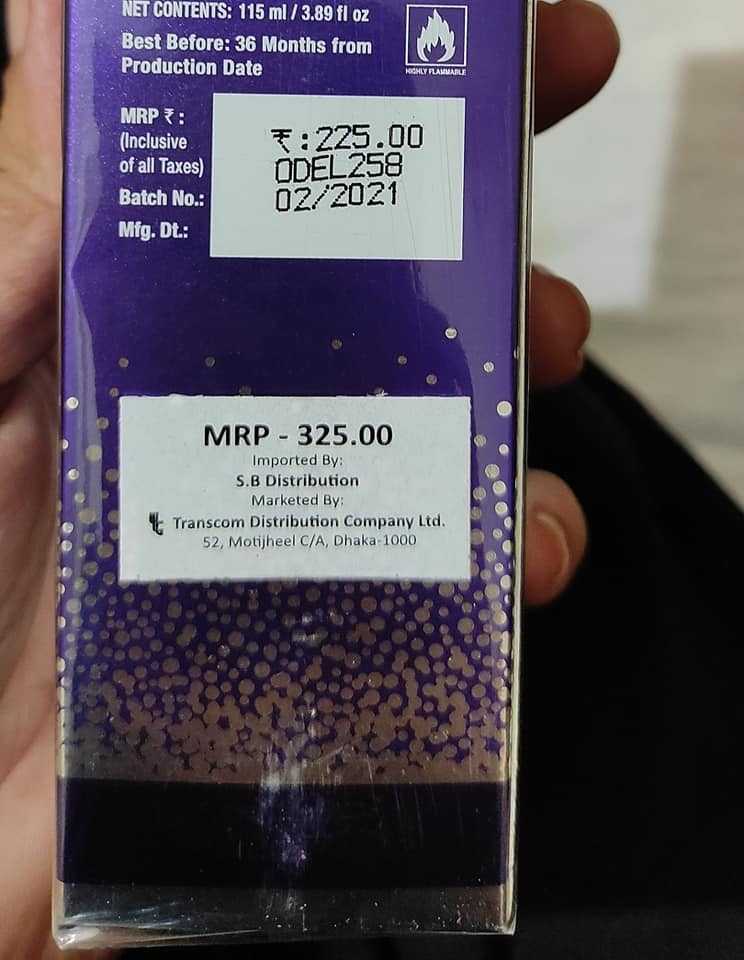 NET CONTENTS: 115 ml / 3.89 fl oz
Best Before: 36 Months from
Production Date
HIGHLY FLAMMABLE
MRP ₹ :
(Inclusive
of all Taxes)
Batch No.:
Mfg. Dt.:
₹:225.00
ODEL258
02/2021
MRP - 325.00
Imported By:
S.B Distribution
Marketed By:
Transcom Distribution Company Ltd.
52, Motijheel C/A, Dhaka-1000